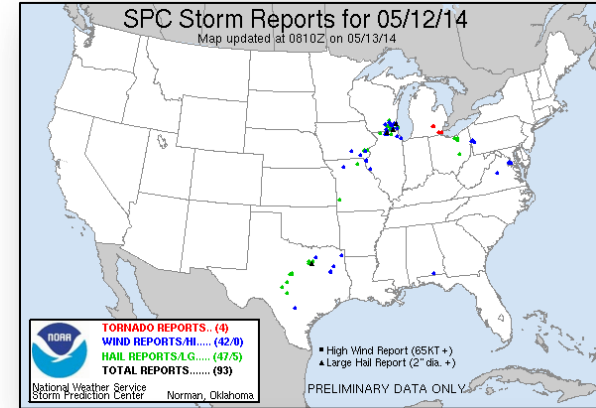 SPC Storm Reports for 05/12/14
Map updated at 0810Z on 05/13/14
NOAA
TORNADO REPORTS.. (4)
WIND REPORTS/HI..... (42/0)
HAIL REPORTS/LG..... (47/5)
TOTAL REPORTS....... (93)
National Weather Service
Storm Prediction Center Norman, Oklahoma
■ High Wind Report (65KT +)
▲ Large Hail Report (2" dia. +)
PRELIMINARY DATA ONLY